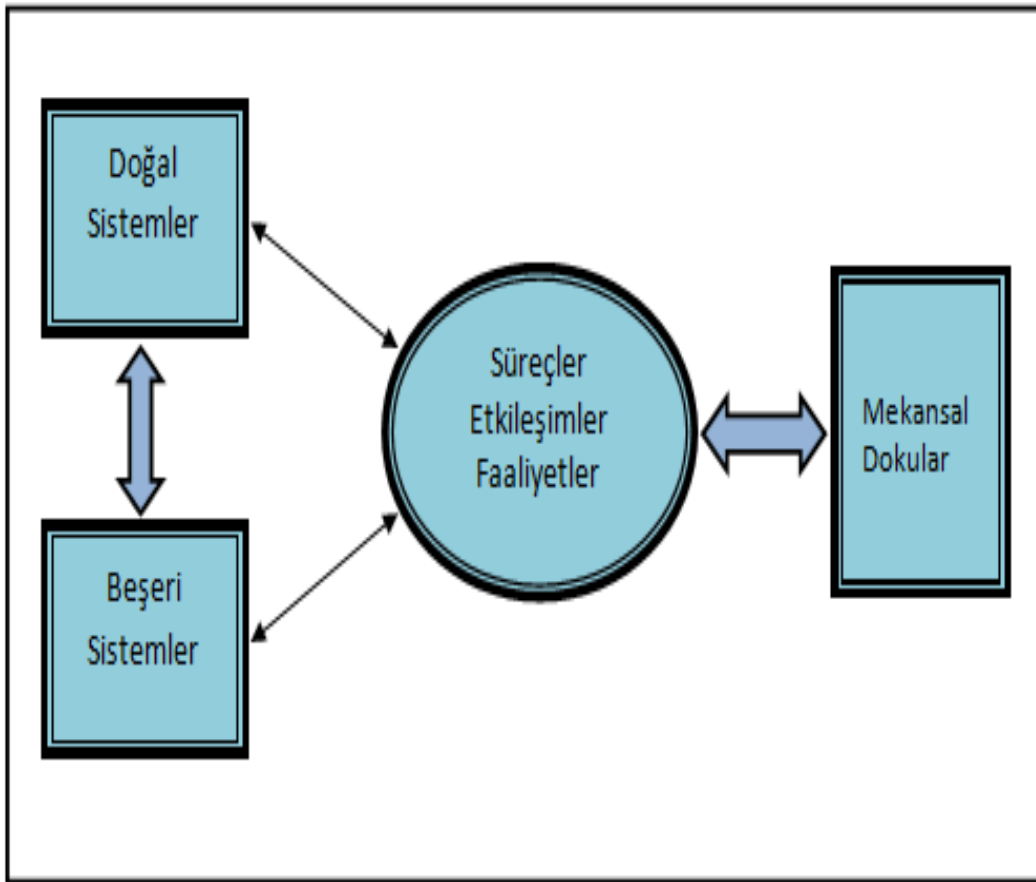 Doğal
Sistemler
Süreçler
Etkileşimler
Faaliyetler
Mekansal
Dokular
Beşeri
Sistemler